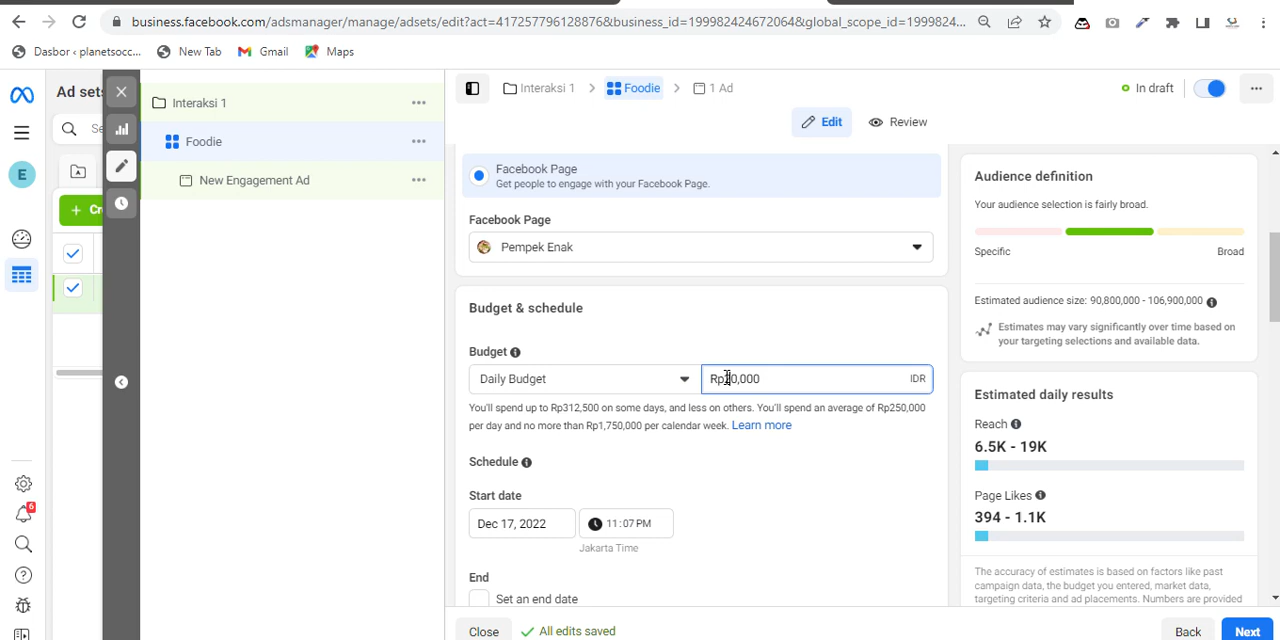 business.facebook.com/adsmanager/manage/adsets/edit?act=417257796128876&business_id=199982424672064&global_scope_id=1999824...
Dasbor ‹ planetsocc...
New Tab
Gmail
Maps
Ad sets
Interaksi 1
Foodie
1 Ad
In draft
Interaksi 1
Edit
Review
Foodie
New Engagement Ad
E
Facebook Page
Get people to engage with your Facebook Page.
Facebook Page
Pempek Enak
Budget & schedule
Budget
Daily Budget
IDR
You'll spend up to Rp312,500 on some days, and less on others. You'll spend an average of Rp250,000
per day and no more than Rp1,750,000 per calendar week. Learn more
Schedule
Start date
Dec 17, 2022
11:07 PM
Jakarta Time
End
Set an end date
Close
All edits saved
Back
Next
Audience definition
Your audience selection is fairly broad.
Specific
Broad
Estimated audience size: 90,800,000 - 106,900,000
Estimates may vary significantly over time based on
your targeting selections and available data.
Estimated daily results
Reach
6.5K - 19K
Page Likes
394 - 1.1K
The accuracy of estimates is based on factors like past
campaign data, the budget you entered, market data,
targeting criteria and ad placements. Numbers are provided
6